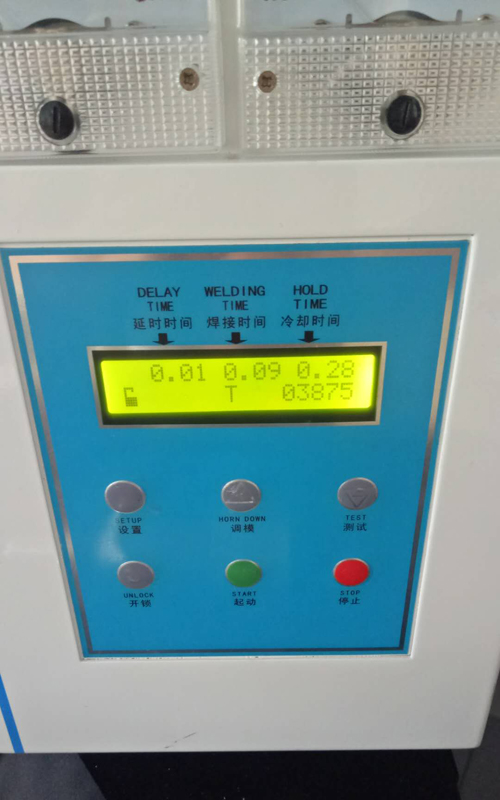 DELAY WELDING HOLD
TIME TIME TIME
延时时间 焊接时间 冷却时间
0.01 0.09 0.28
T 03875
SETUP HORN DOWN TEST
设置 调模 测试
UNLOCK START STOP
开锁 起动 停止